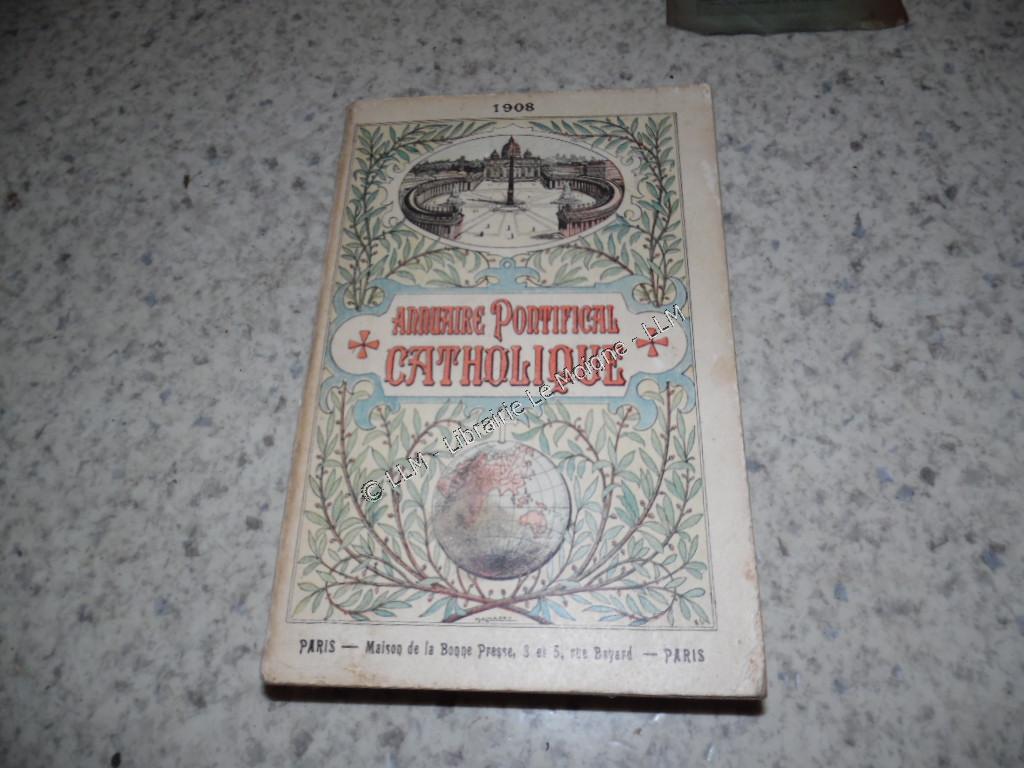 1908
ANNUAIRE PONTIFICAL
CATHOLIQUE
© LLM - Librairie Le Moigne - LLM
PARIS — Maison de la Bonne Presse, 3 et 5, rue Bayard — PARIS